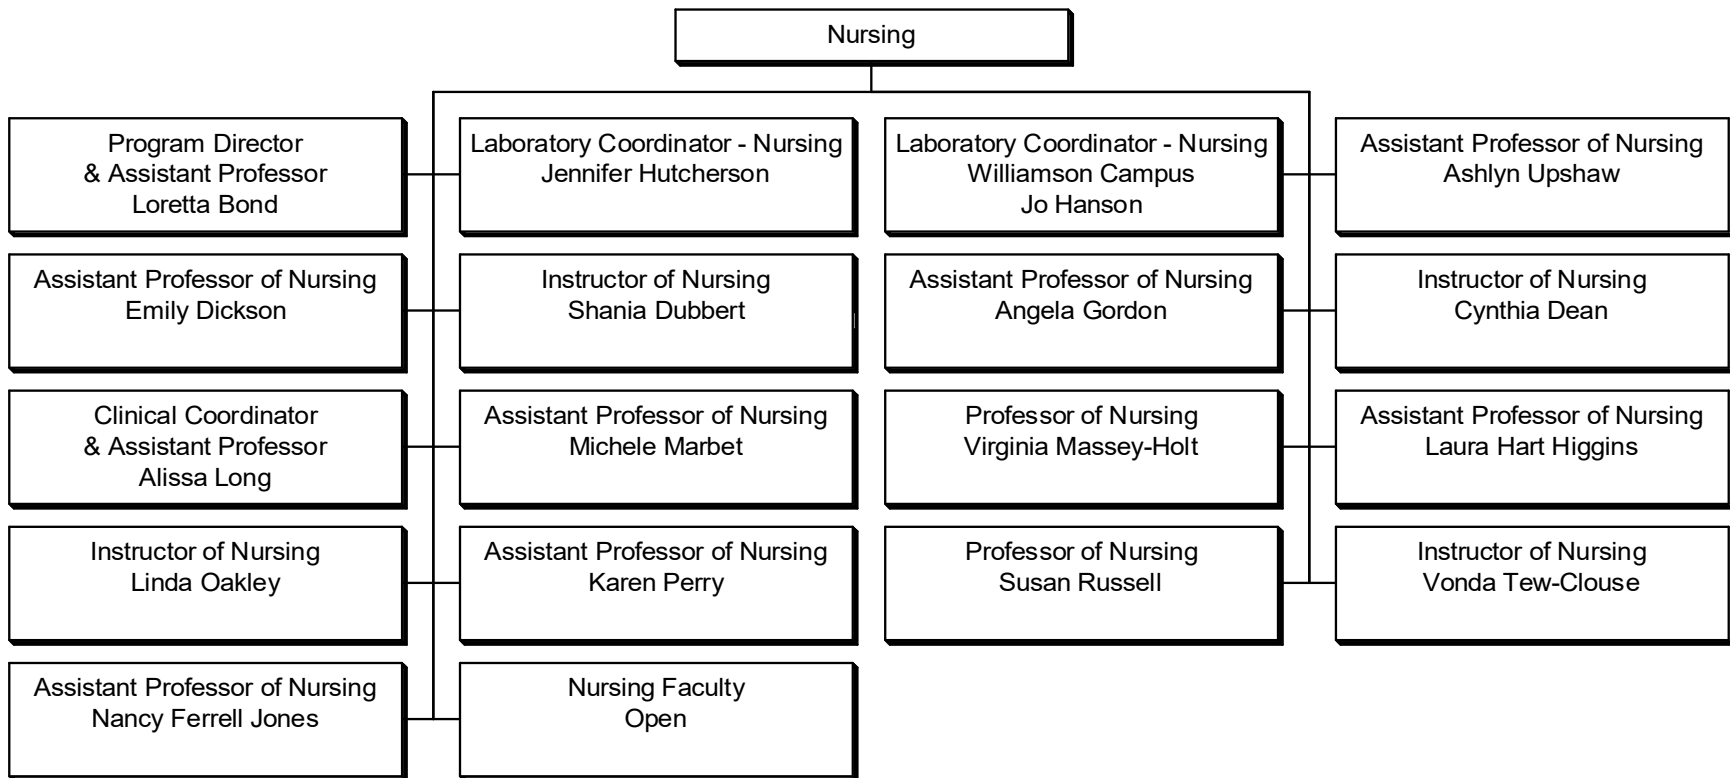 Nursing
Program Director
& Assistant Professor
Loretta Bond
Laboratory Coordinator - Nursing
Jennifer Hutcherson
Laboratory Coordinator - Nursing
Williamson Campus
Jo Hanson
Assistant Professor of Nursing
Ashlyn Upshaw
Assistant Professor of Nursing
Emily Dickson
Instructor of Nursing
Shania Dubbert
Assistant Professor of Nursing
Angela Gordon
Instructor of Nursing
Cynthia Dean
Clinical Coordinator
& Assistant Professor
Alissa Long
Assistant Professor of Nursing
Michele Marbet
Professor of Nursing
Virginia Massey-Holt
Assistant Professor of Nursing
Laura Hart Higgins
Instructor of Nursing
Linda Oakley
Assistant Professor of Nursing
Karen Perry
Professor of Nursing
Susan Russell
Instructor of Nursing
Vonda Tew-Clouse
Assistant Professor of Nursing
Nancy Ferrell Jones
Nursing Faculty
Open